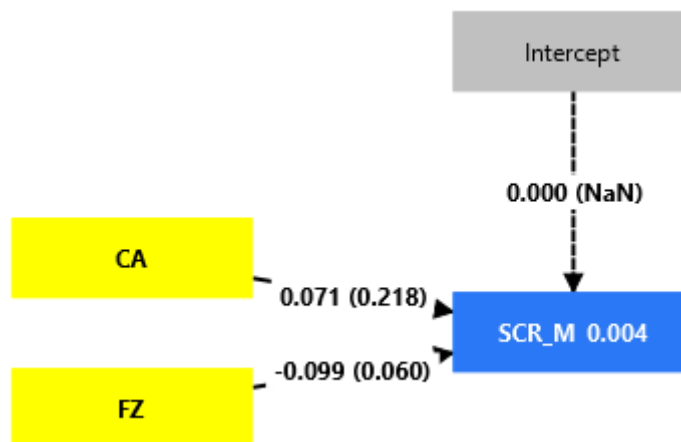 Intercept
0.000 (NaN)
CA
0.071 (0.218)
SCR_M 0.004
-0.099 (0.060)
FZ